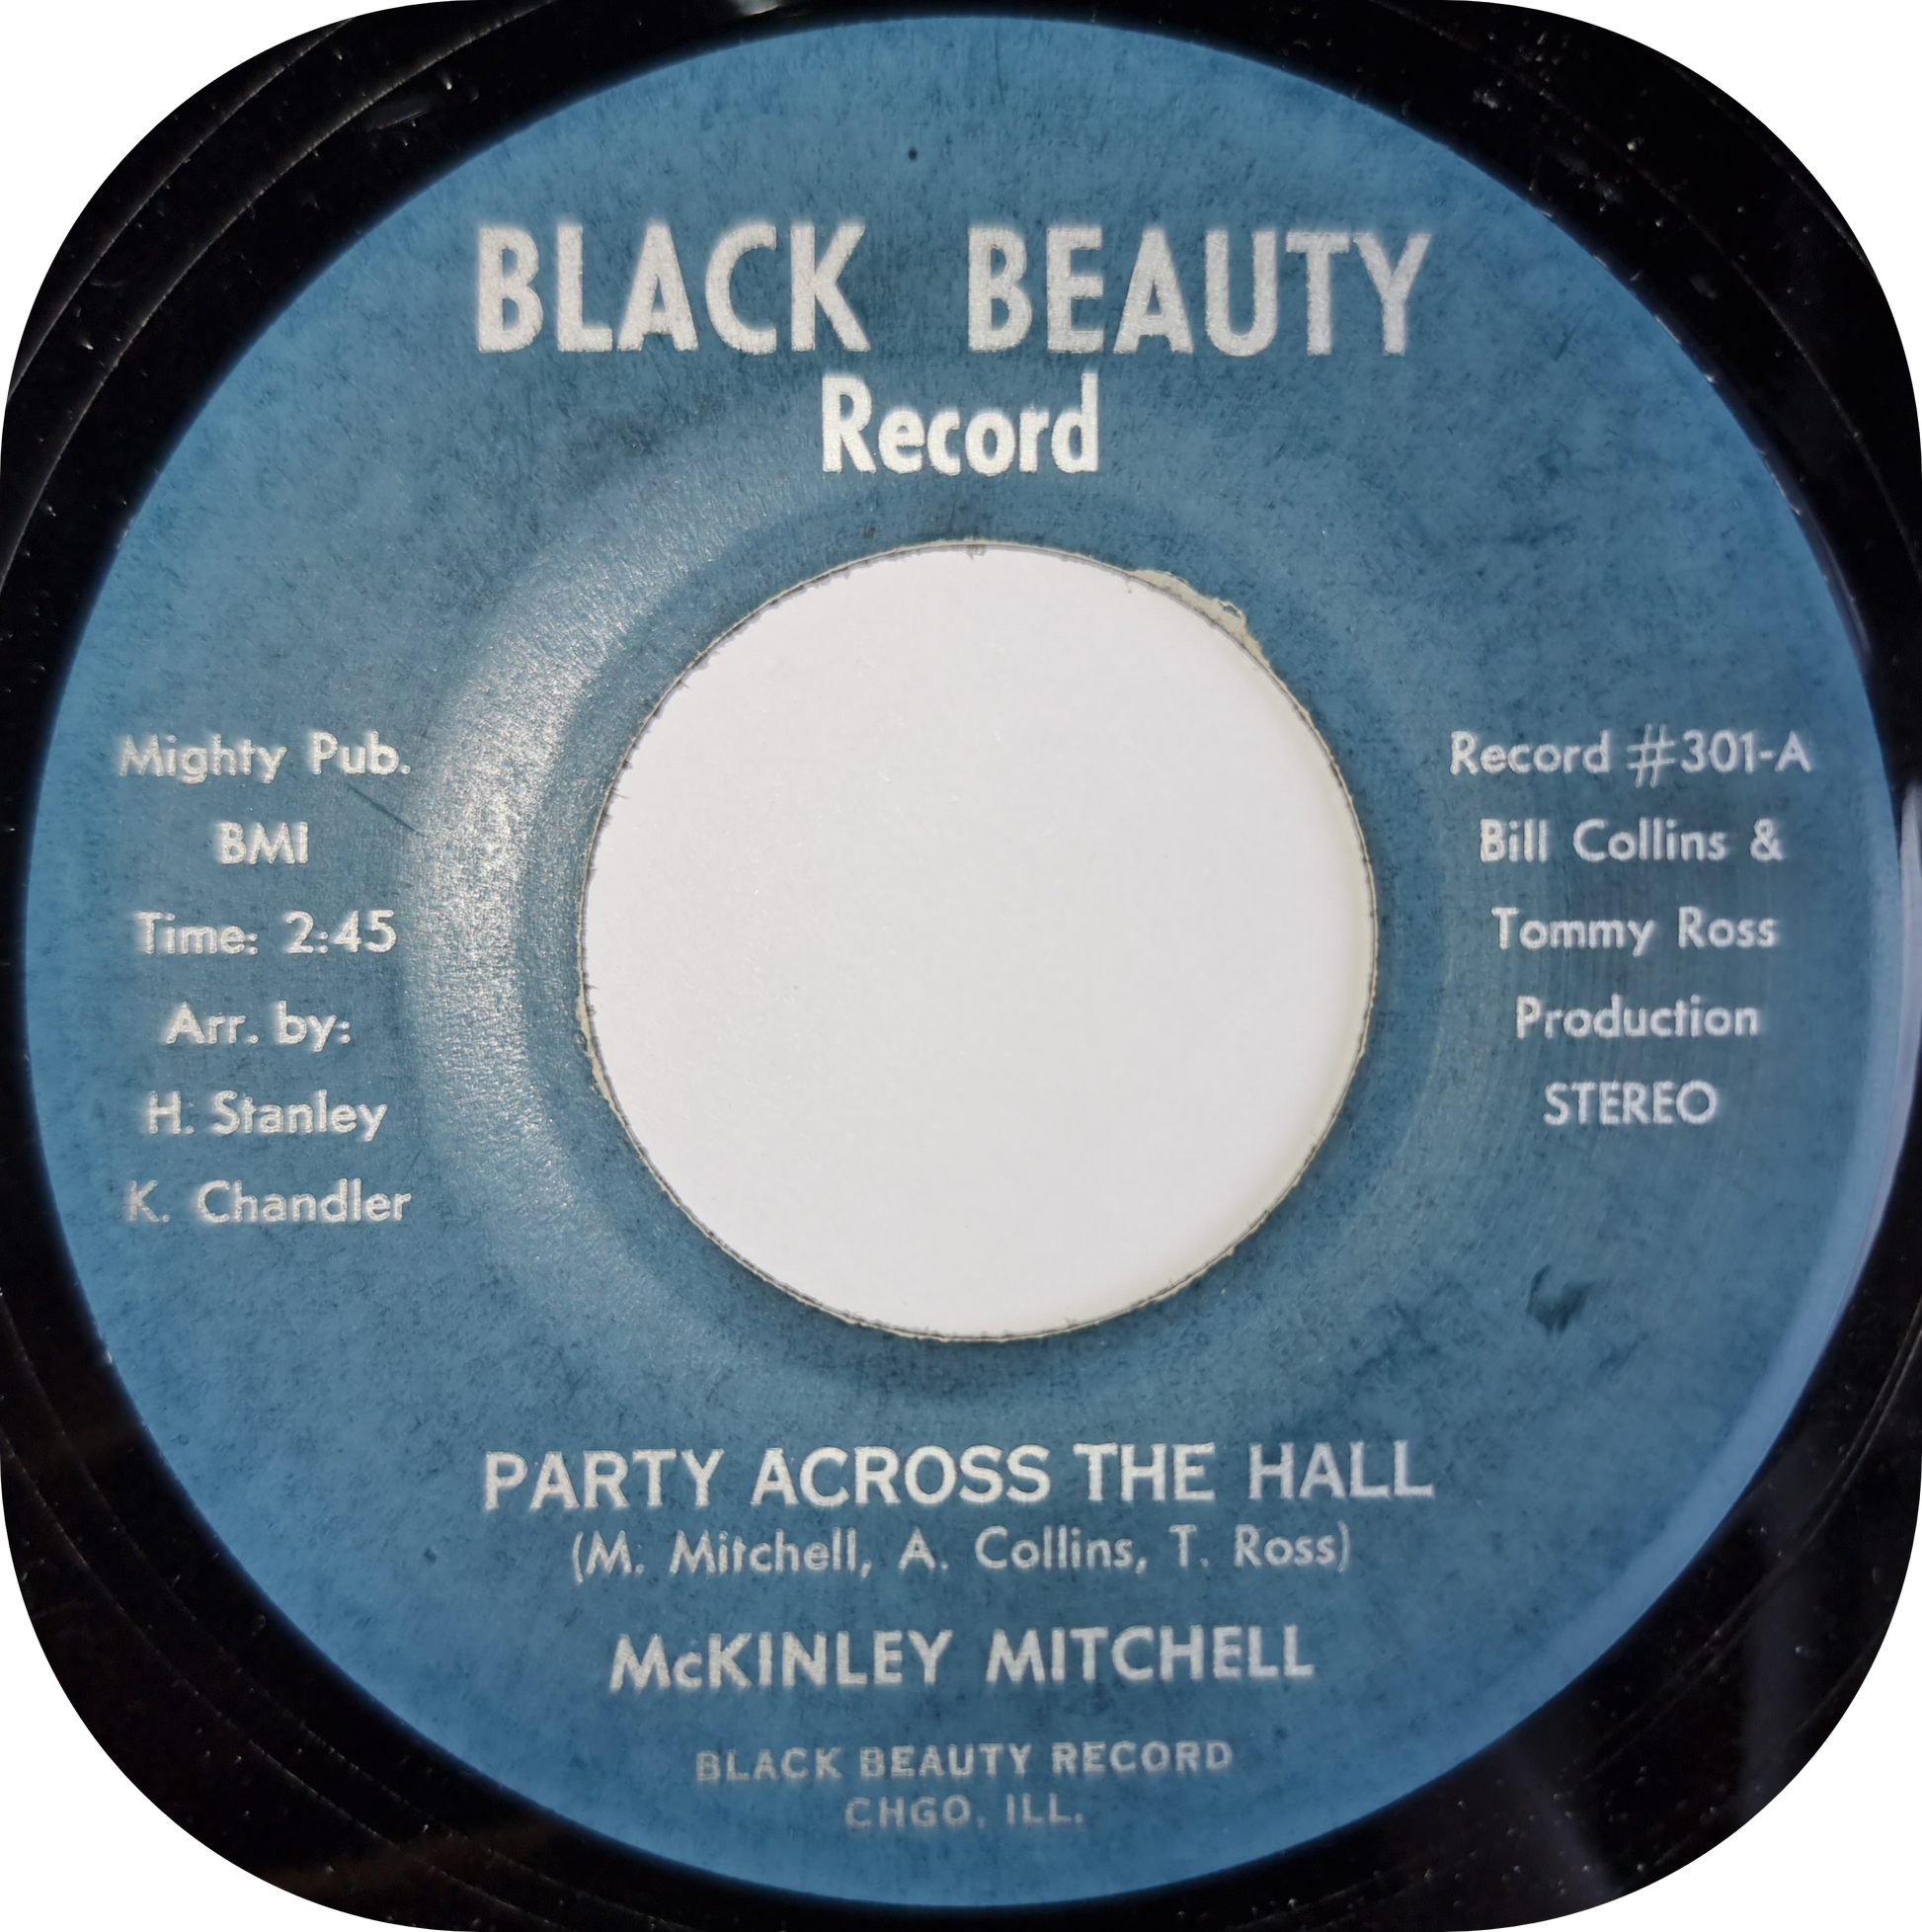 BLACK BEAUTY
Record
Mighty Pub.
BMI
Time: 2:45
Arr. by:
H. Stanley
K. Chandler
Record #301-A
Bill Collins &
Tommy Ross
Production
STEREO
PARTY ACROSS THE HALL
(M. Mitchell, A. Collins, T. Ross)
McKINLEY MITCHELL
BLACK BEAUTY RECORD
CHGO. ILL.